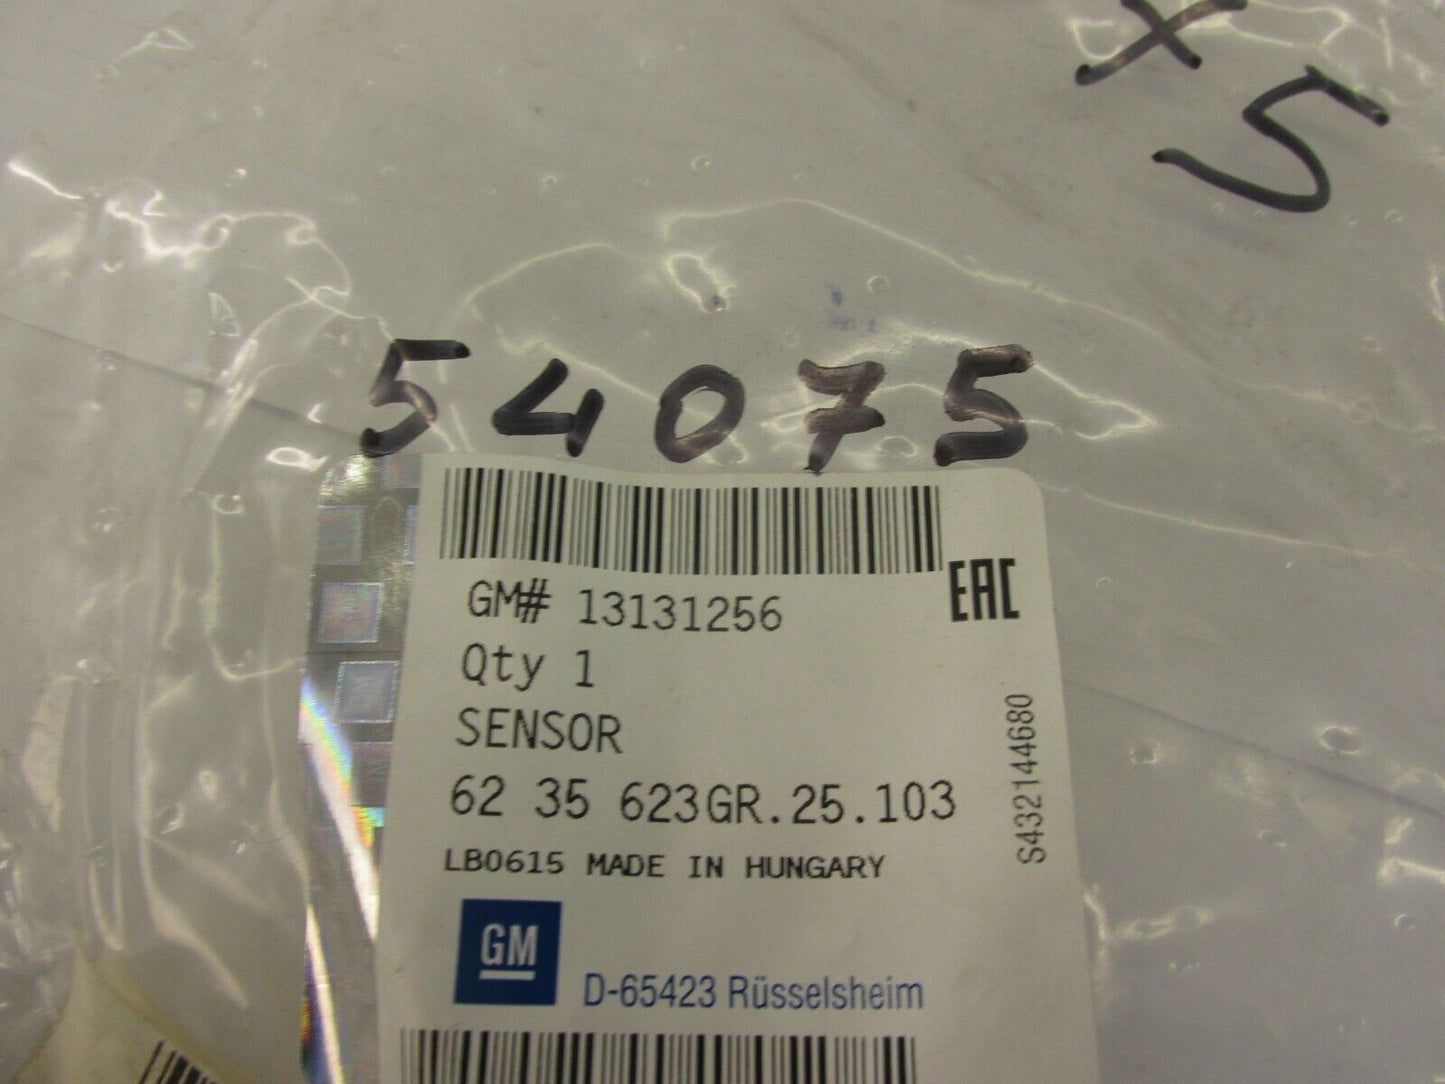 x 5
54075
GM# 13131256
EAC
Qty 1
SENSOR
62 35 623GR.25.103
LB0615 MADE IN HUNGARY
S432144680
GM
D-65423 Rüsselsheim